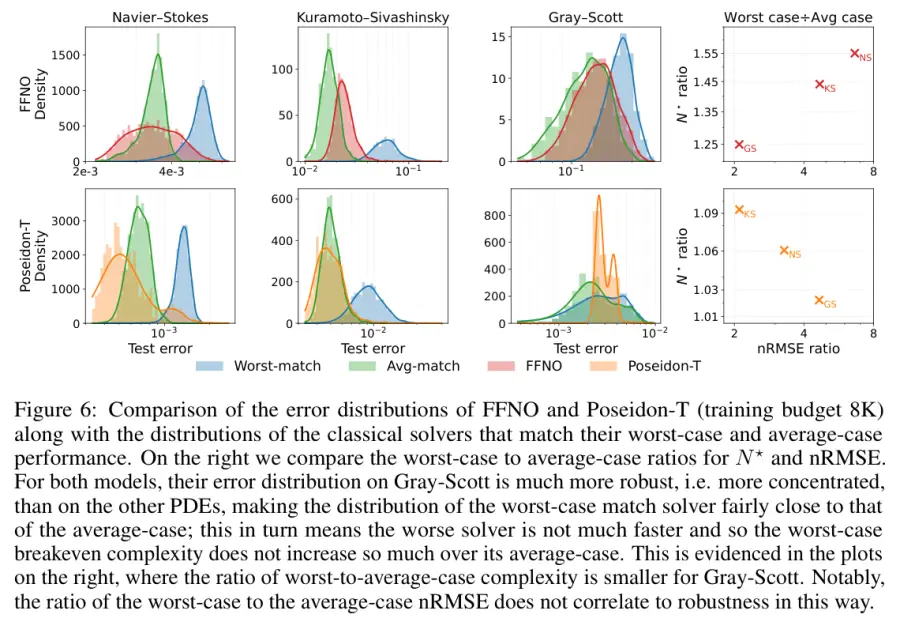 Navier–Stokes
Kuramoto–Sivashinsky
Gray–Scott
Worst case÷Avg case
FFNO
Density
1500
1000
500
0
2e-3
4e-3
100
50
0
10⁻²
10⁻¹
15
10
5
0
10⁻¹
N* ratio
1.55
1.45
1.35
1.25
NS
KS
GS
2
4
8
Poseidon-T
Density
3000
2000
1000
0
10⁻³
Test error
600
400
200
0
10⁻²
Test error
800
600
400
200
0
10⁻³
10⁻²
Test error
N* ratio
1.09
1.06
1.03
1.01
KS
NS
GS
2
4
8
nRMSE ratio
Worst-match
Avg-match
FFNO
Poseidon-T
Figure 6: Comparison of the error distributions of FFNO and Poseidon-T (training budget 8K)
along with the distributions of the classical solvers that match their worst-case and average-case
performance. On the right we compare the worst-case to average-case ratios for N⋆ and nRMSE.
For both models, their error distribution on Gray-Scott is much more robust, i.e. more concentrated,
than on the other PDEs, making the distribution of the worst-case match solver fairly close to that
of the average-case; this in turn means the worse solver is not much faster and so the worst-case
breakeven complexity does not increase so much over its average-case. This is evidenced in the plots
on the right, where the ratio of worst-to-average-case complexity is smaller for Gray-Scott. Notably,
the ratio of the worst-case to the average-case nRMSE does not correlate to robustness in this way.